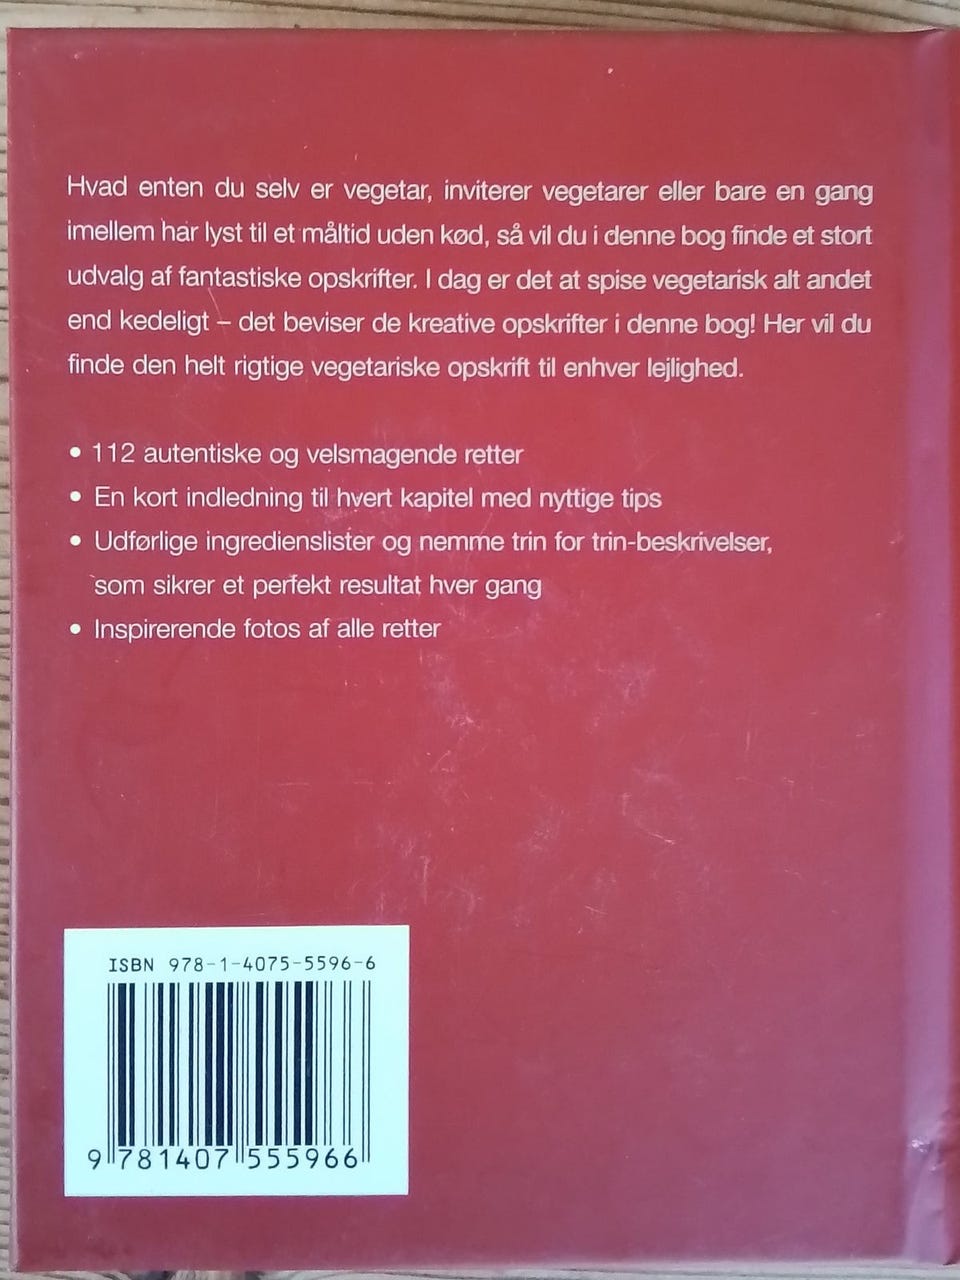 Hvad enten du selv er vegetar, inviterer vegetarer eller bare en gang
imellem har lyst til et måltid uden kød, så vil du i denne bog finde et stort
udvalg af fantastiske opskrifter. I dag er det at spise vegetarisk alt andet
end kedeligt – det beviser de kreative opskrifter i denne bog! Her vil du
finde den helt rigtige vegetariske opskrift til enhver lejlighed.
• 112 autentiske og velsmagende retter
• En kort indledning til hvert kapitel med nyttige tips
• Udførlige ingredienslister og nemme trin for trin-beskrivelser,
som sikrer et perfekt resultat hver gang
• Inspirerende fotos af alle retter
ISBN 978-1-4075-5596-6
9 781407 555966